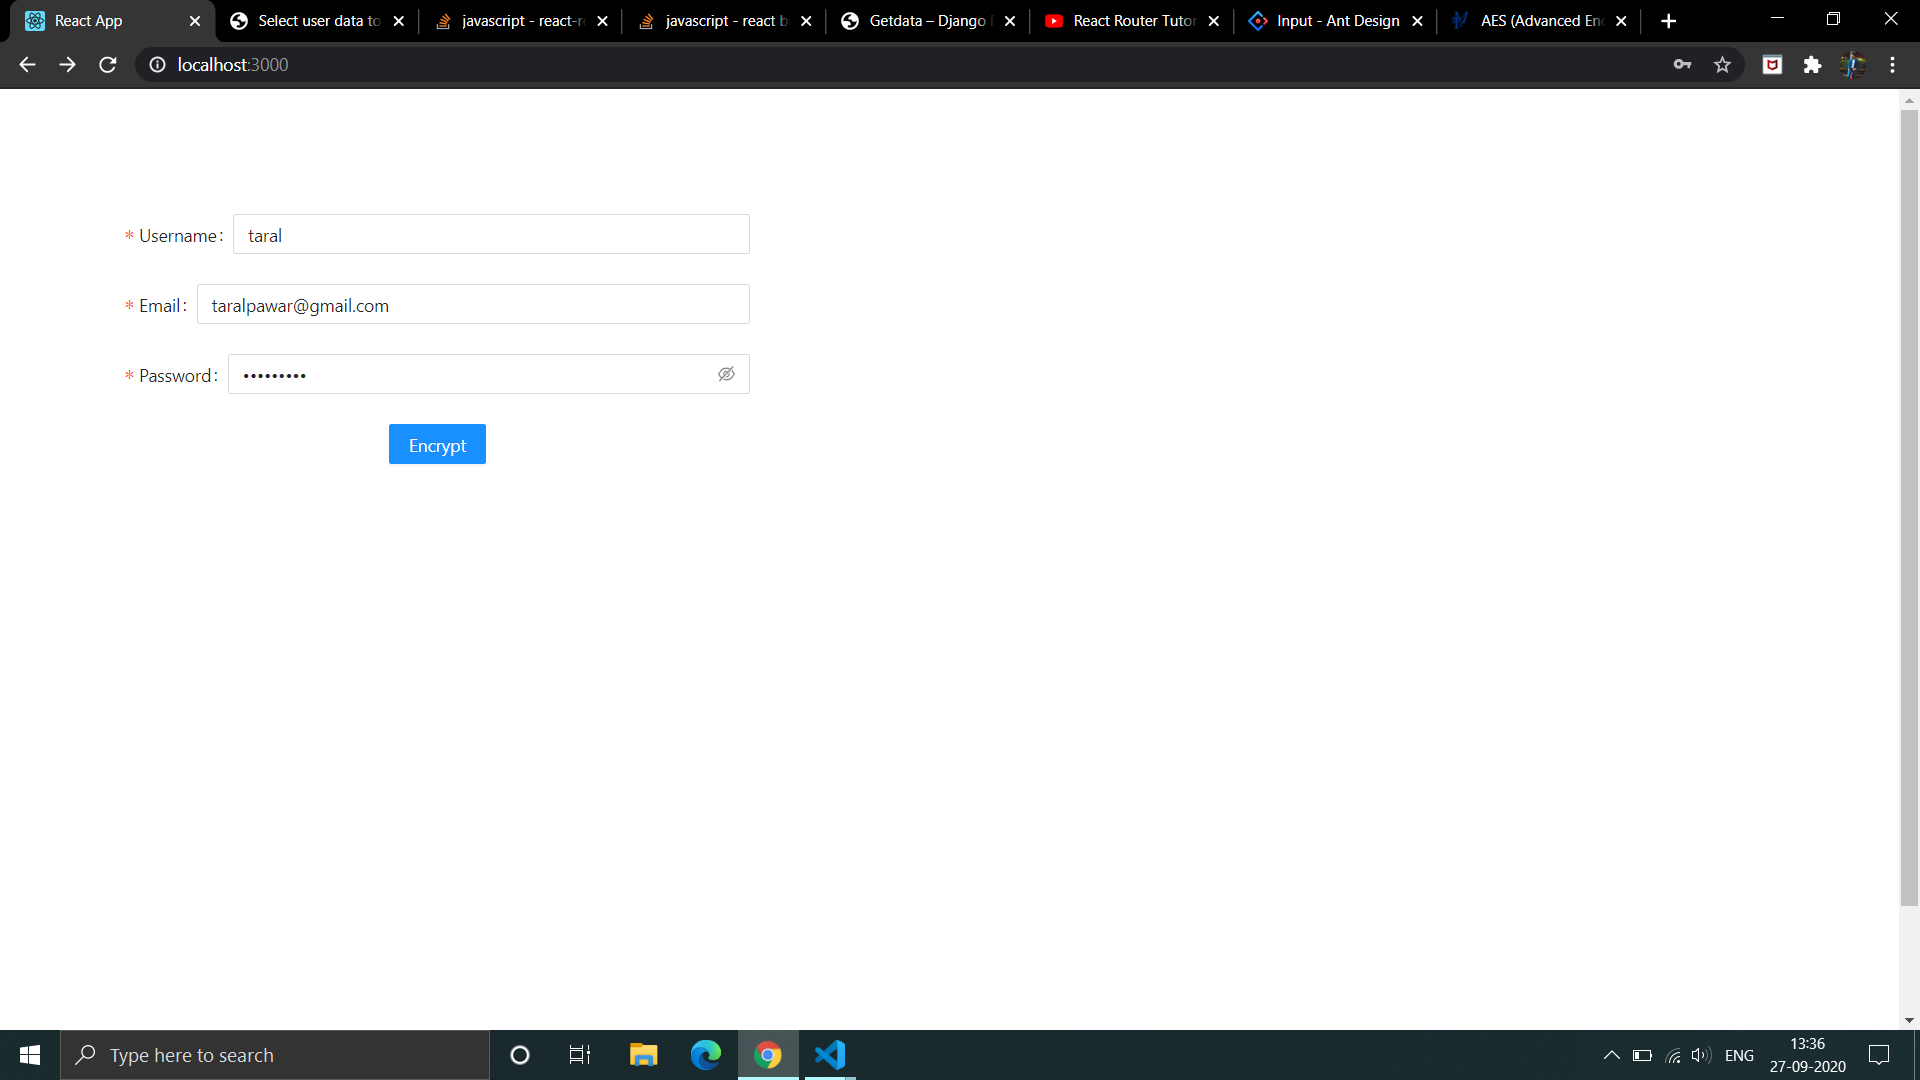 React App
Select user data to
javascript - react-r
javascript - react b
Getdata – Django
React Router Tutor
Input - Ant Design
AES (Advanced En
localhost:3000
* Username: taral
* Email: taralpawar@gmail.com
* Password: •••••••••
Encrypt
Type here to search
ENG
13:36
27-09-2020